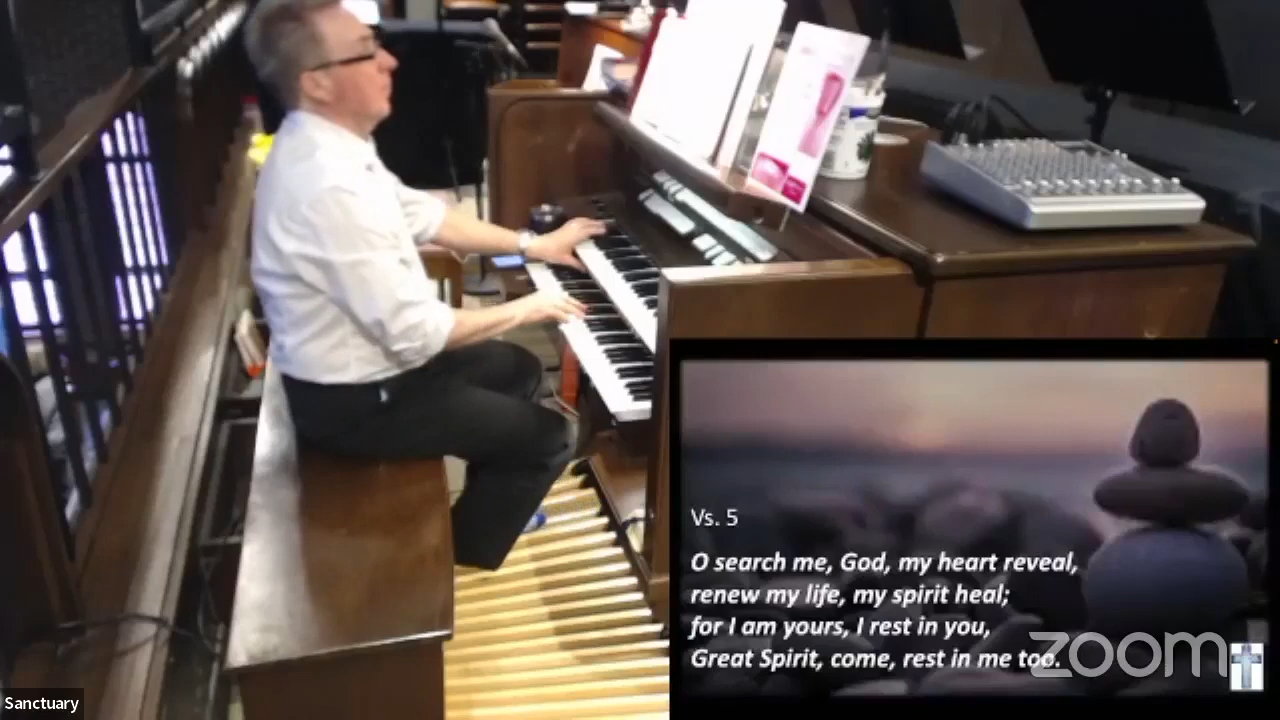 Vs. 5
O search me, God, my heart reveal,
renew my life, my spirit heal;
for I am yours, I rest in you,
Great Spirit, come, rest in me too.
zoom
Sanctuary